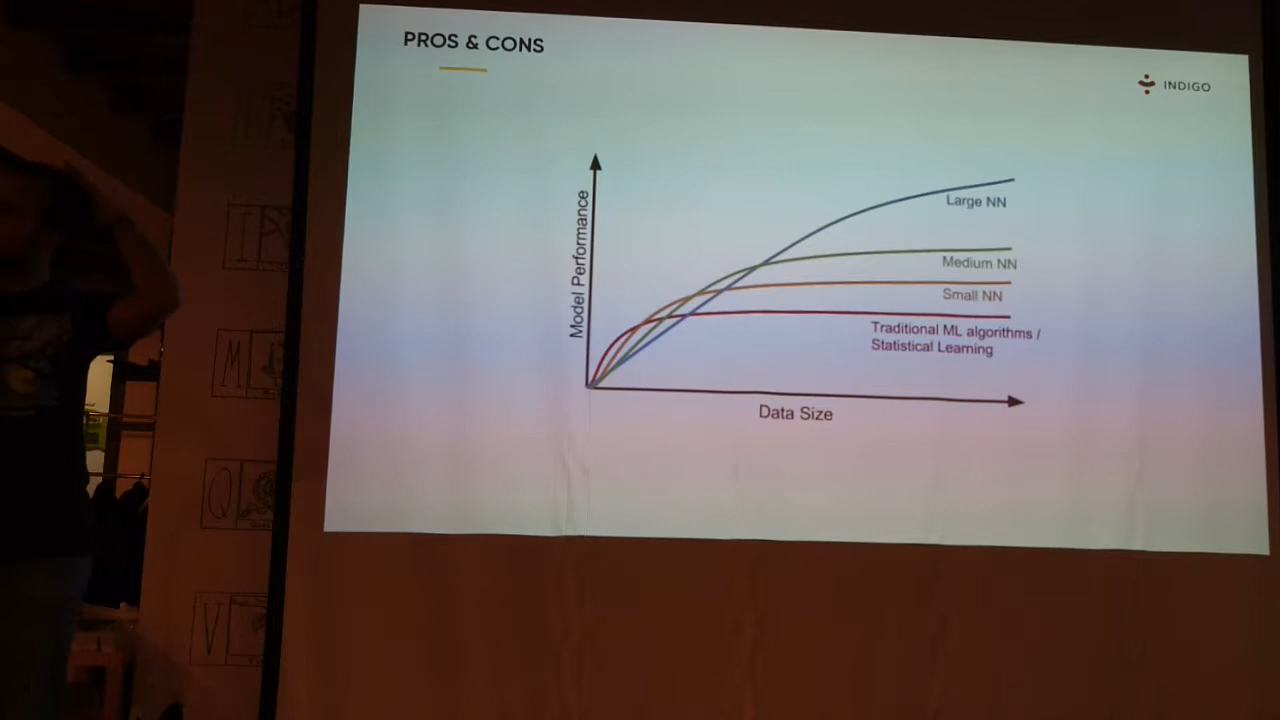 PROS & CONS
INDIGO
Model Performance
Large NN
Medium NN
Small NN
Traditional ML algorithms /
Statistical Learning
Data Size
I
M
Q
V